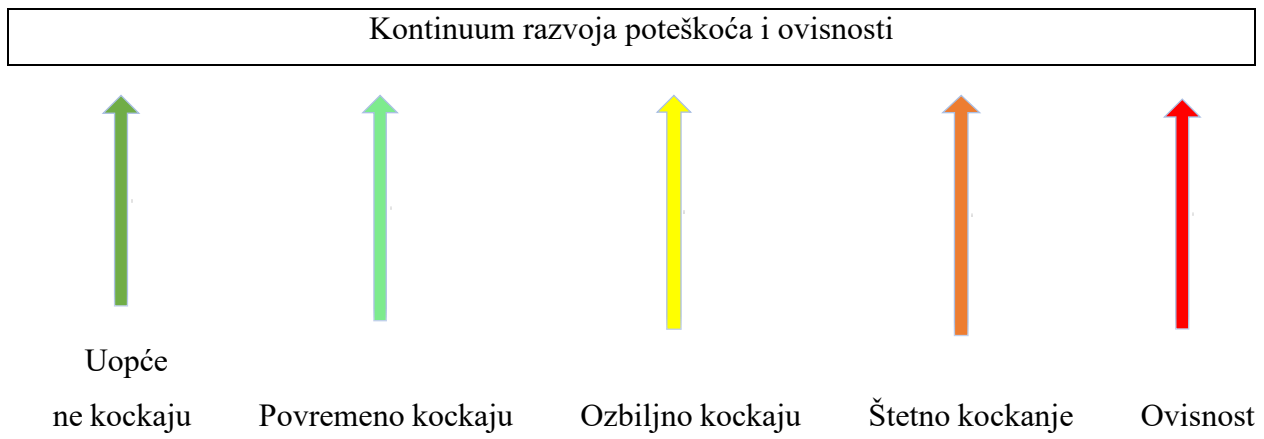 Kontinuum razvoja poteškoća i ovisnosti
Uopće
ne kockaju
Povremeno kockaju
Ozbiljno kockaju
Štetno kockanje
Ovisnost